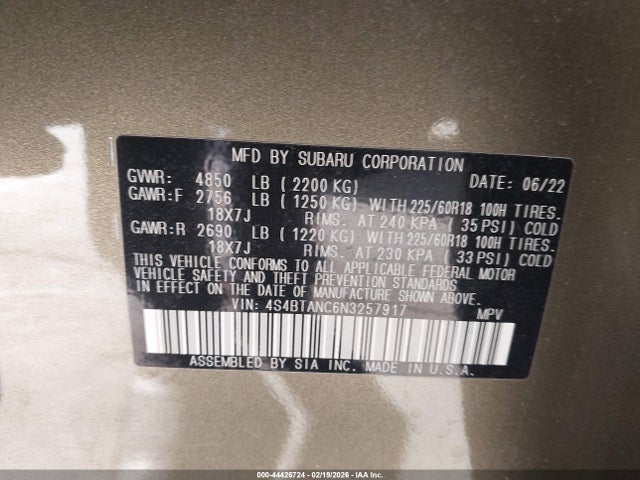 MFD BY SUBARU CORPORATION
GVWR: 4850 LB ( 2200 KG) DATE: 06/22
GAWR:F 2756 LB ( 1250 KG) WITH 225/60R18 100H TIRES.
18X7J RIMS. AT 240 KPA ( 35 PSI) COLD
GAWR:R 2690 LB ( 1220 KG) WITH 225/60R18 100H TIRES.
18X7J RIMS. AT 230 KPA ( 33 PSI) COLD
THIS VEHICLE CONFORMS TO ALL APPLICABLE FEDERAL MOTOR
VEHICLE SAFETY AND THEFT PREVENTION STANDARDS
IN EFFECT ON THE DATE OF MANUFACTURE SHOWN ABOVE.
VIN: 4S4BTANC6N3257917 MPV
ASSEMBLED BY SIA INC. MADE IN U.S.A.
000-44426724 - 02/19/2026 - IAAI.com